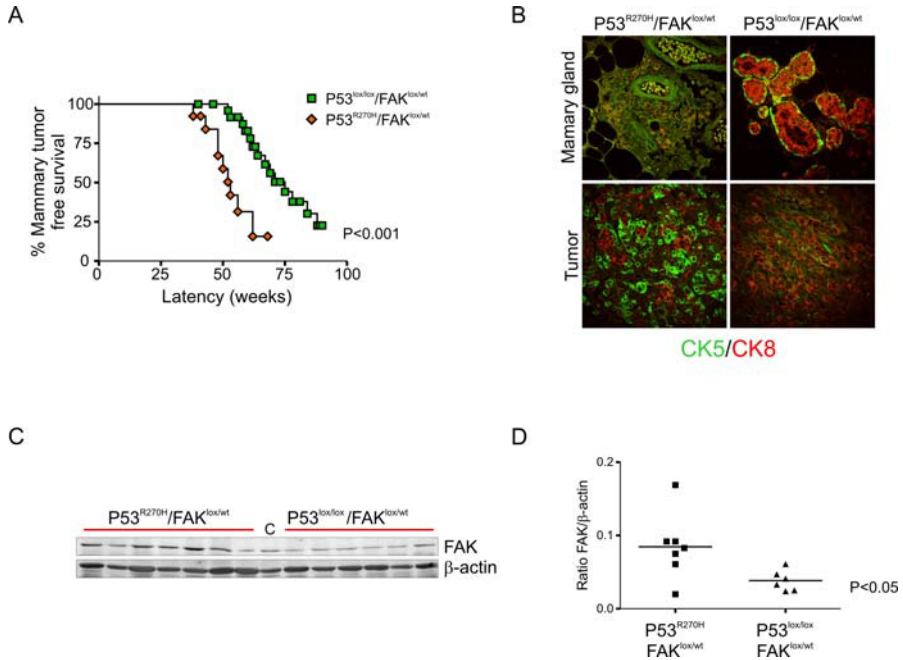 A
P53lox/lox/FAKlox/wt
P53R270H/FAKlox/wt
100
75
50
25
0
0 25 50 75 100
% Mammary tumor
free survival
Latency (weeks)
P<0.001
B
P53R270H/FAKlox/wt P53lox/lox/FAKlox/wt
Mamary gland
Tumor
CK5/CK8
C
P53R270H/FAKlox/wt C P53lox/lox/FAKlox/wt
FAK
β-actin
D
Ratio FAK/β-actin
0.2
0.1
0.0
P<0.05
P53R270H P53lox/lox
FAKlox/wt FAKlox/wt